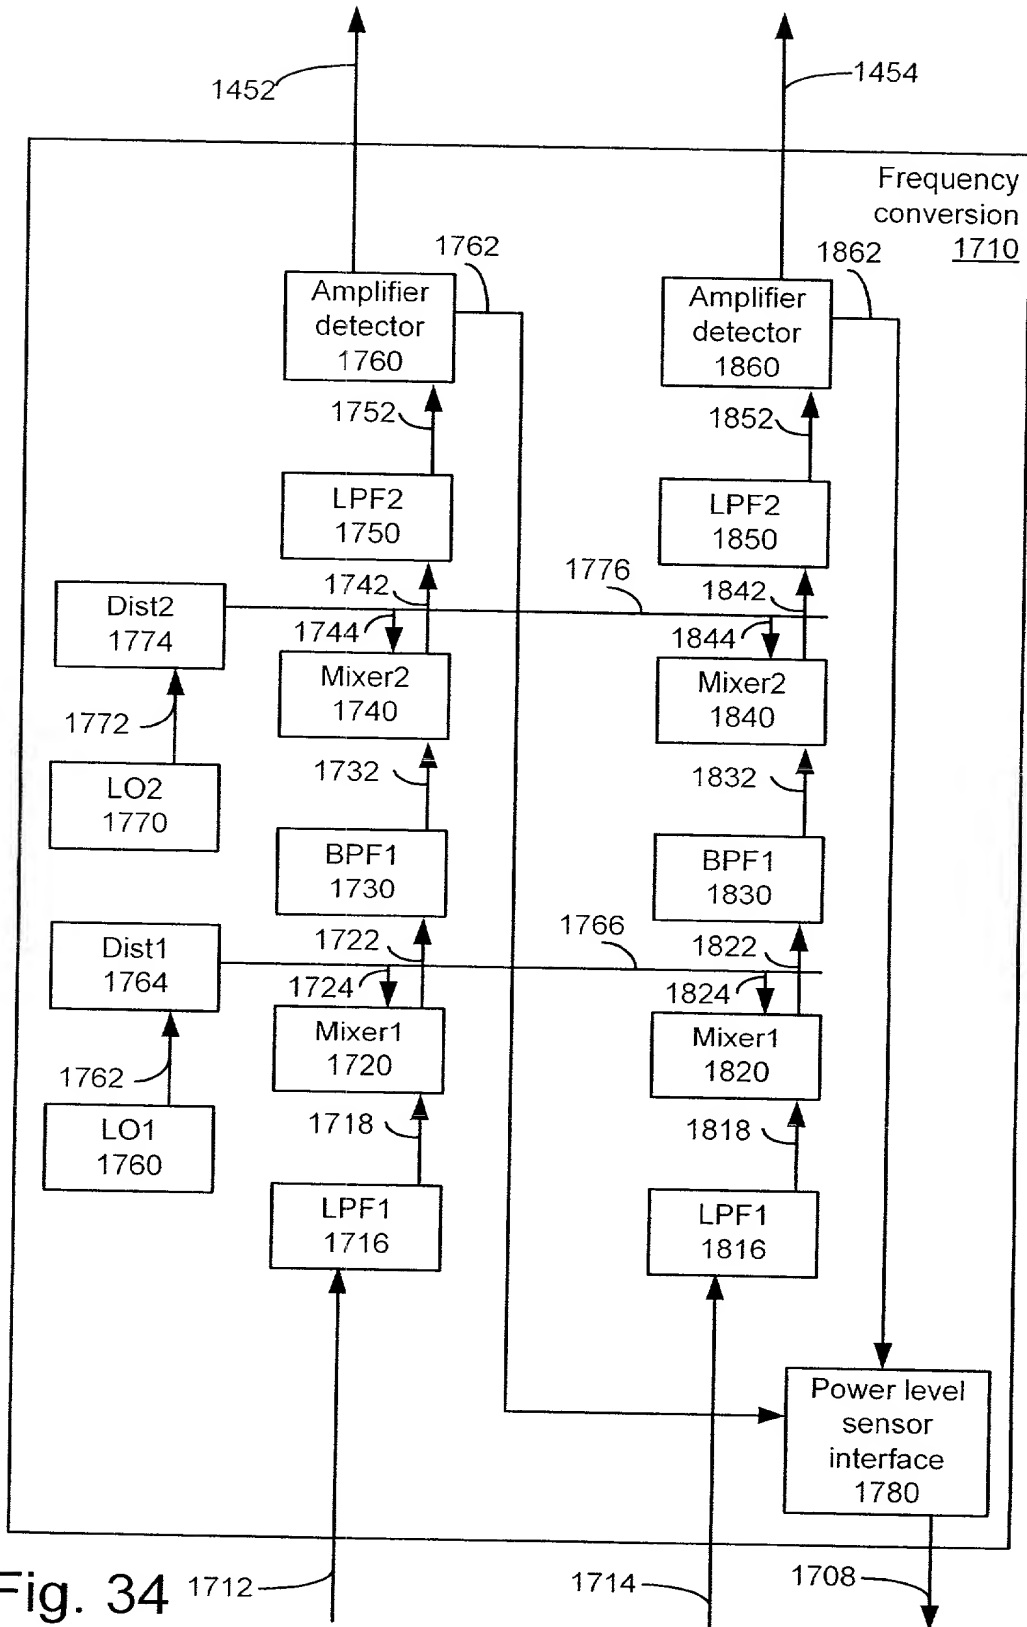 1452
1454
Frequency
conversion
1710
1762
1862
Amplifier
detector
1760
Amplifier
detector
1860
1752
1852
LPF2
1750
LPF2
1850
1742
1776
1842
Dist2
1774
1744
1844
Mixer2
1740
Mixer2
1840
1772
1732
1832
LO2
1770
BPF1
1730
BPF1
1830
1722
1766
1822
Dist1
1764
1724
1824
Mixer1
1720
Mixer1
1820
1762
1718
1818
LO1
1760
LPF1
1716
LPF1
1816
Power level
sensor
interface
1780
Fig. 34
1712
1714
1708